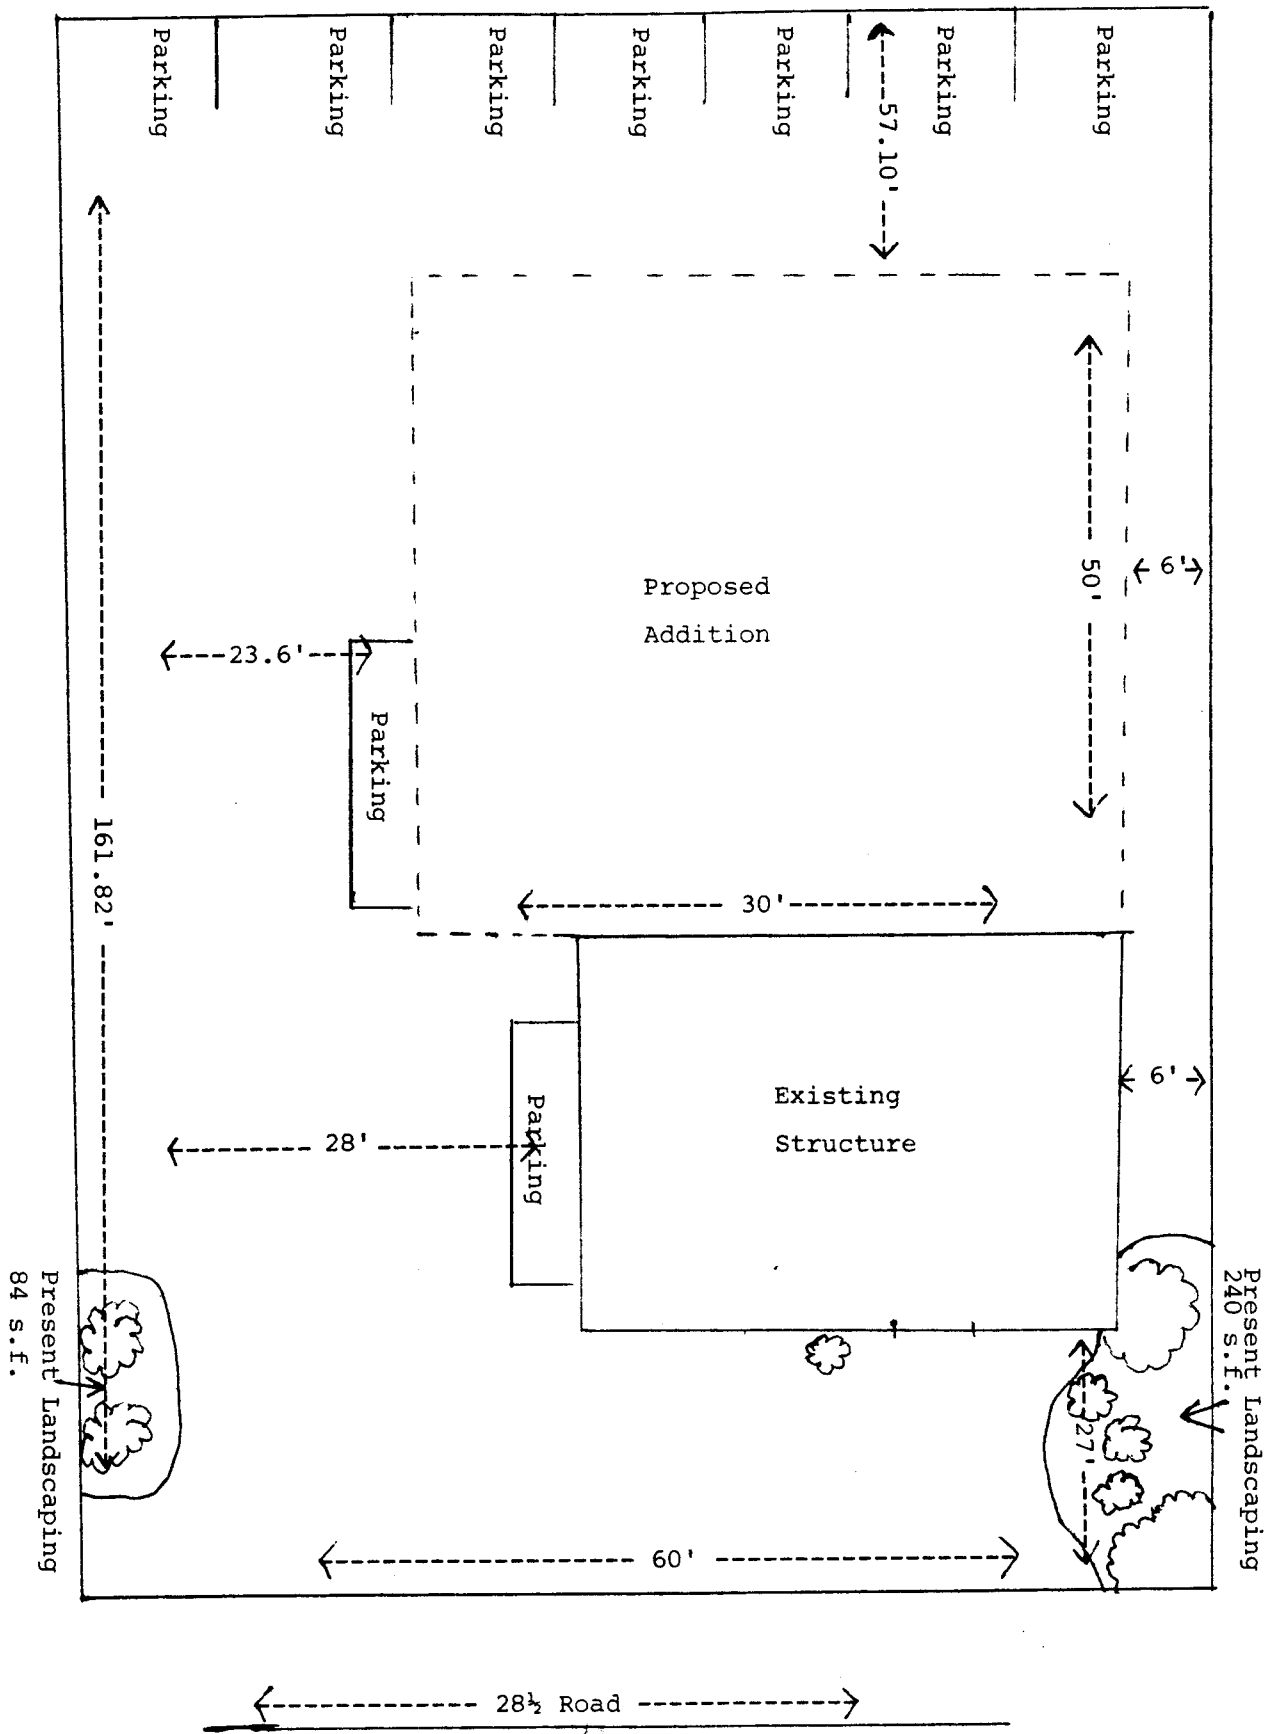 Parking
Parking
Parking
Parking
Parking
Parking
Parking
57.10'
50'
6'
Proposed
Addition
23.6'
Parking
161.82'
30'
6'
Existing
Structure
28'
Parking
Present Landscaping
84 s.f.
Present Landscaping
240 s.f.
27'
60'
28½ Road